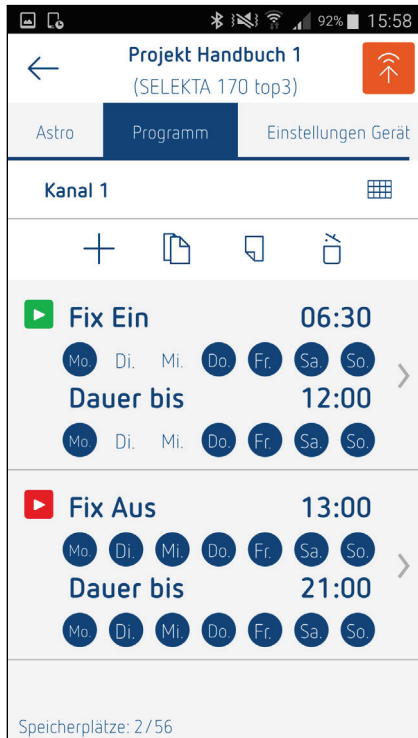 92% 15:58
Projekt Handbuch 1
(SELEKTA 170 top3)
Astro Programm Einstellungen Gerät
Kanal 1
Fix Ein 06:30
Mo. Di. Mi. Do. Fr. Sa. So.
Dauer bis 12:00
Mo. Di. Mi. Do. Fr. Sa. So.
Fix Aus 13:00
Mo. Di. Mi. Do. Fr. Sa. So.
Dauer bis 21:00
Mo. Di. Mi. Do. Fr. Sa. So.
Speicherplätze: 2/56